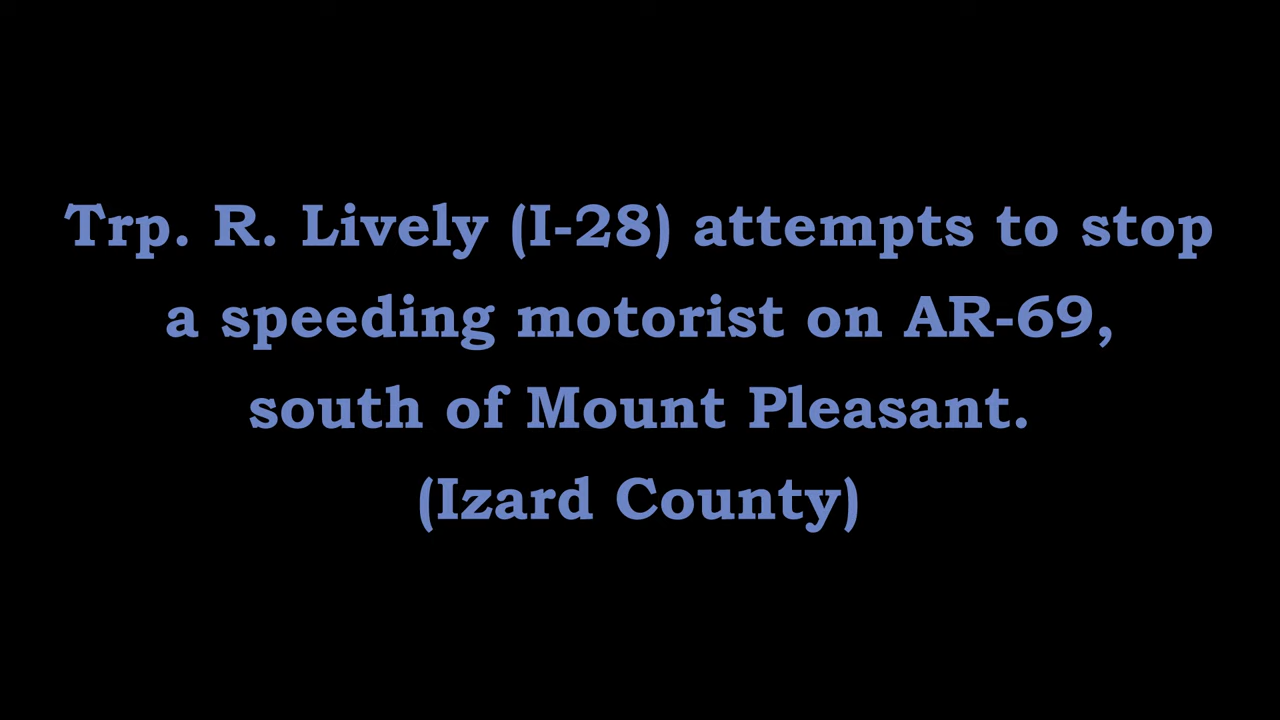 Trp. R. Lively (I-28) attempts to stop
a speeding motorist on AR-69,
south of Mount Pleasant.
(Izard County)